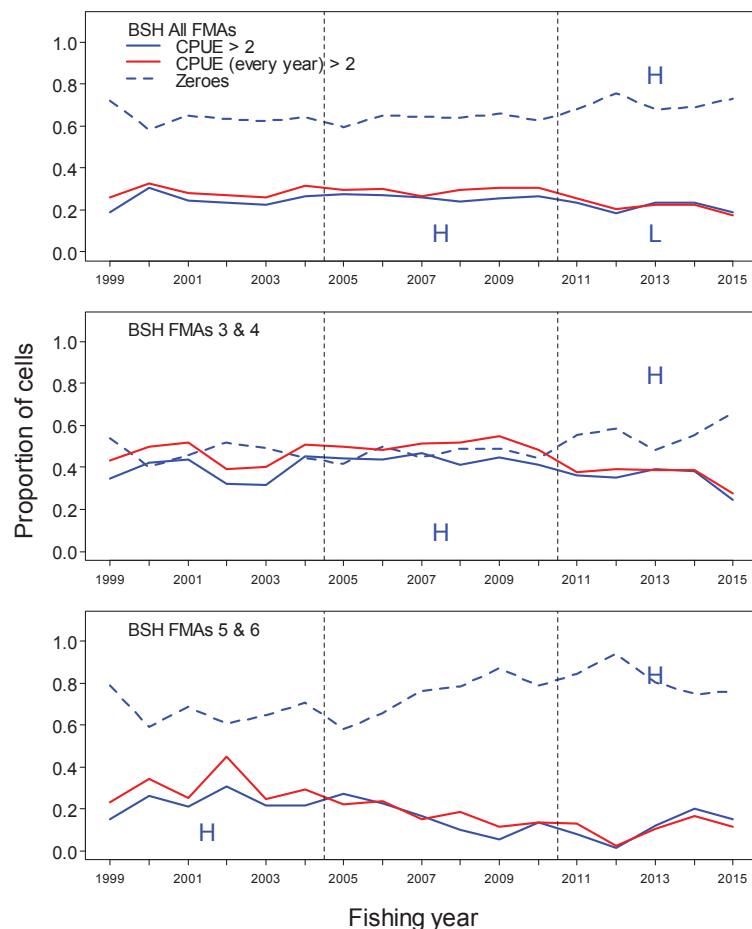 BSH All FMAs
CPUE > 2
CPUE (every year) > 2
Zeroes
H
H
L
1.0
0.8
0.6
0.4
0.2
0.0
1999 2001 2003 2005 2007 2009 2011 2013 2015
BSH FMAs 3 & 4
H
H
1.0
0.8
0.6
0.4
0.2
0.0
1999 2001 2003 2005 2007 2009 2011 2013 2015
Proportion of cells
BSH FMAs 5 & 6
H
H
1.0
0.8
0.6
0.4
0.2
0.0
1999 2001 2003 2005 2007 2009 2011 2013 2015
Fishing year